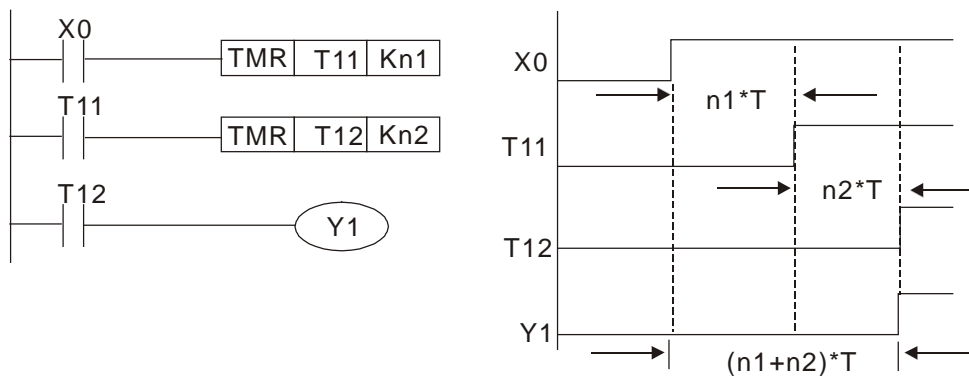 X0
TMR T11 Kn1
T11
TMR T12 Kn2
T12
Y1
X0
n1*T
T11
n2*T
T12
Y1
(n1+n2)*T